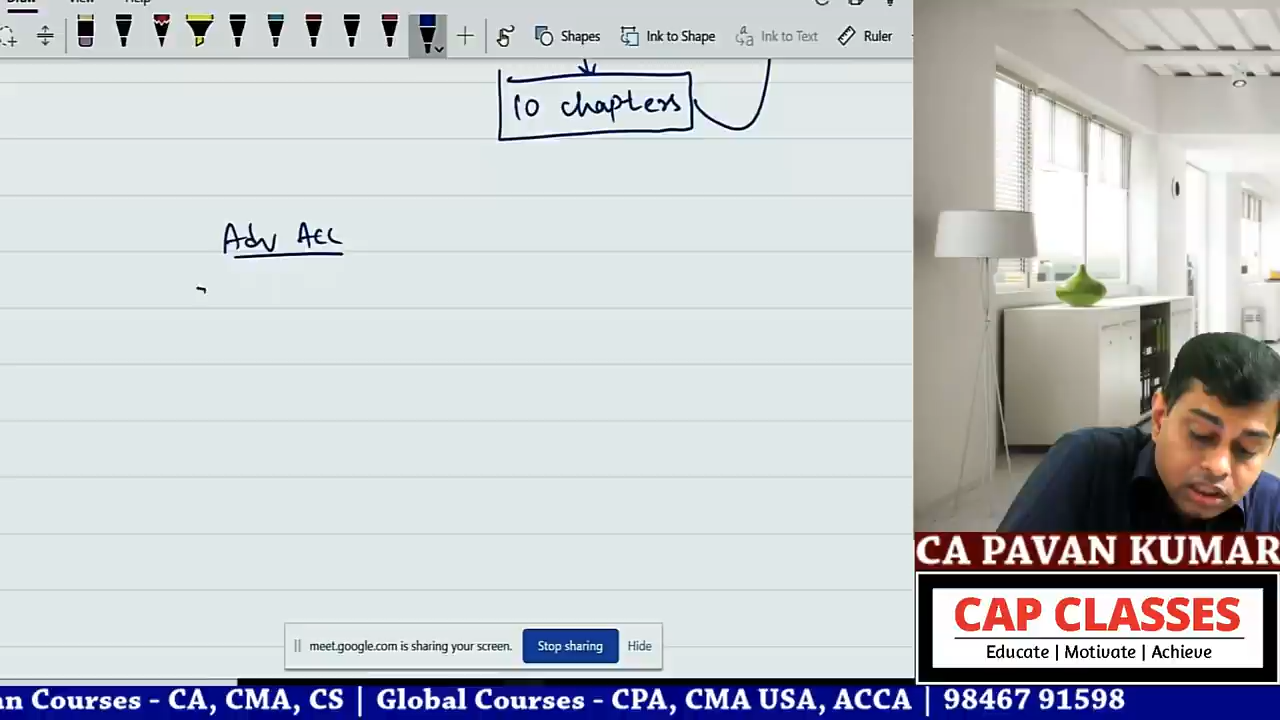 Shapes Ink to Shape Ink to Text Ruler
10 chapters
Adv Acc
meet.google.com is sharing your screen. Stop sharing Hide
CA PAVAN KUMAR
CAP CLASSES
Educate | Motivate | Achieve
an Courses - CA, CMA, CS | Global Courses - CPA, CMA USA, ACCA | 98467 91598